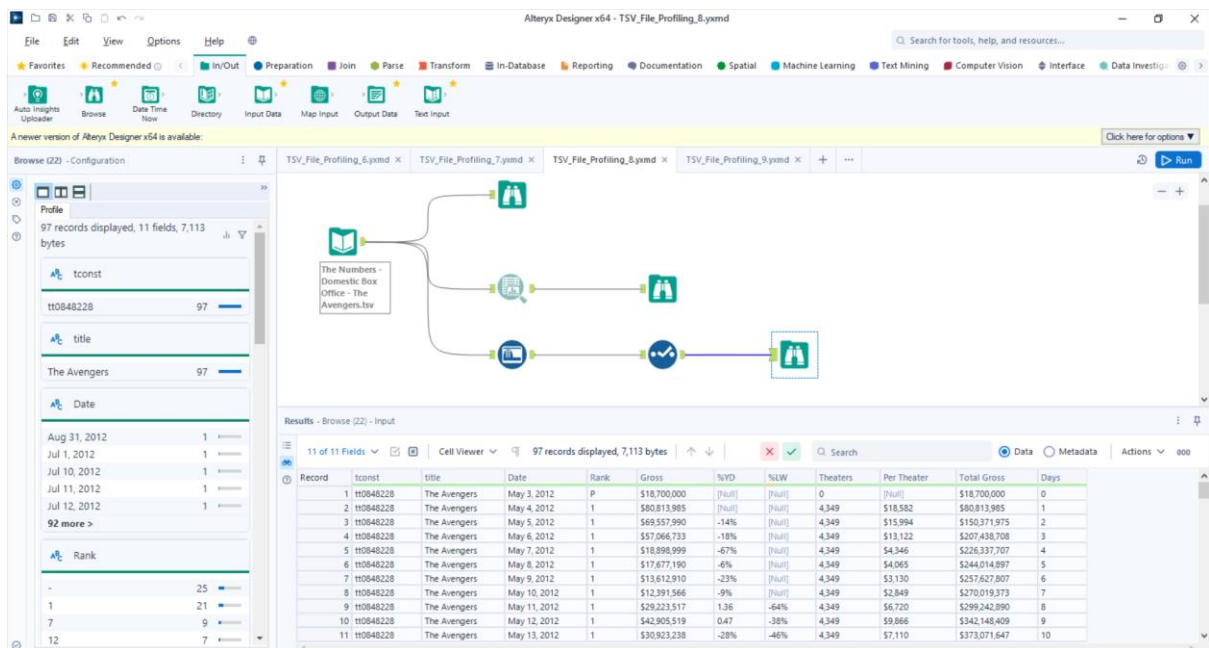 Alteryx Designer x64 - TSV_File_Profiling_8.yxmd
File Edit View Options Help
Search for tools, help, and resources...
Favorites Recommended In/Out Preparation Join Parse Transform In-Database Reporting Documentation Spatial Machine Learning Text Mining Computer Vision Interface Data Investiga
Auto Insights Uploader Browse Date Time Now Directory Input Data Map Input Output Data Text Input
A newer version of Alteryx Designer x64 is available:
Click here for options ▼
Browse (22) - Configuration
TSV_File_Profiling_6.yxmd × TSV_File_Profiling_7.yxmd × TSV_File_Profiling_8.yxmd × TSV_File_Profiling_9.yxmd × + ...
Run
Profile
97 records displayed, 11 fields, 7,113
bytes
ABC tconst
tt0848228 97
ABC title
The Avengers 97
ABC Date
Aug 31, 2012 1
Jul 1, 2012 1
Jul 10, 2012 1
Jul 11, 2012 1
Jul 12, 2012 1
92 more >
ABC Rank
- 25
1 21
7 9
12 7
The Numbers -
Domestic Box
Office - The
Avengers.tsv
Results - Browse (22) - Input
11 of 11 Fields Cell Viewer 97 records displayed, 7,113 bytes Search Data Metadata Actions 000
Record tconst title Date Rank Gross %YD %LW Theaters Per Theater Total Gross Days
1 tt0848228 The Avengers May 3, 2012 P $18,700,000 [Null] [Null] 0 [Null] $18,700,000 0
2 tt0848228 The Avengers May 4, 2012 1 $80,813,985 [Null] [Null] 4,349 $18,582 $80,813,985 1
3 tt0848228 The Avengers May 5, 2012 1 $69,557,990 -14% [Null] 4,349 $15,994 $150,371,975 2
4 tt0848228 The Avengers May 6, 2012 1 $57,066,733 -18% [Null] 4,349 $13,122 $207,438,708 3
5 tt0848228 The Avengers May 7, 2012 1 $18,898,999 -67% [Null] 4,349 $4,346 $226,337,707 4
6 tt0848228 The Avengers May 8, 2012 1 $17,677,190 -6% [Null] 4,349 $4,065 $244,014,897 5
7 tt0848228 The Avengers May 9, 2012 1 $13,612,910 -23% [Null] 4,349 $3,130 $257,627,807 6
8 tt0848228 The Avengers May 10, 2012 1 $12,391,566 -9% [Null] 4,349 $2,849 $270,019,373 7
9 tt0848228 The Avengers May 11, 2012 1 $29,223,517 1.36 -64% 4,349 $6,720 $299,242,890 8
10 tt0848228 The Avengers May 12, 2012 1 $42,905,519 0.47 -38% 4,349 $9,866 $342,148,409 9
11 tt0848228 The Avengers May 13, 2012 1 $30,923,238 -28% -46% 4,349 $7,110 $373,071,647 10